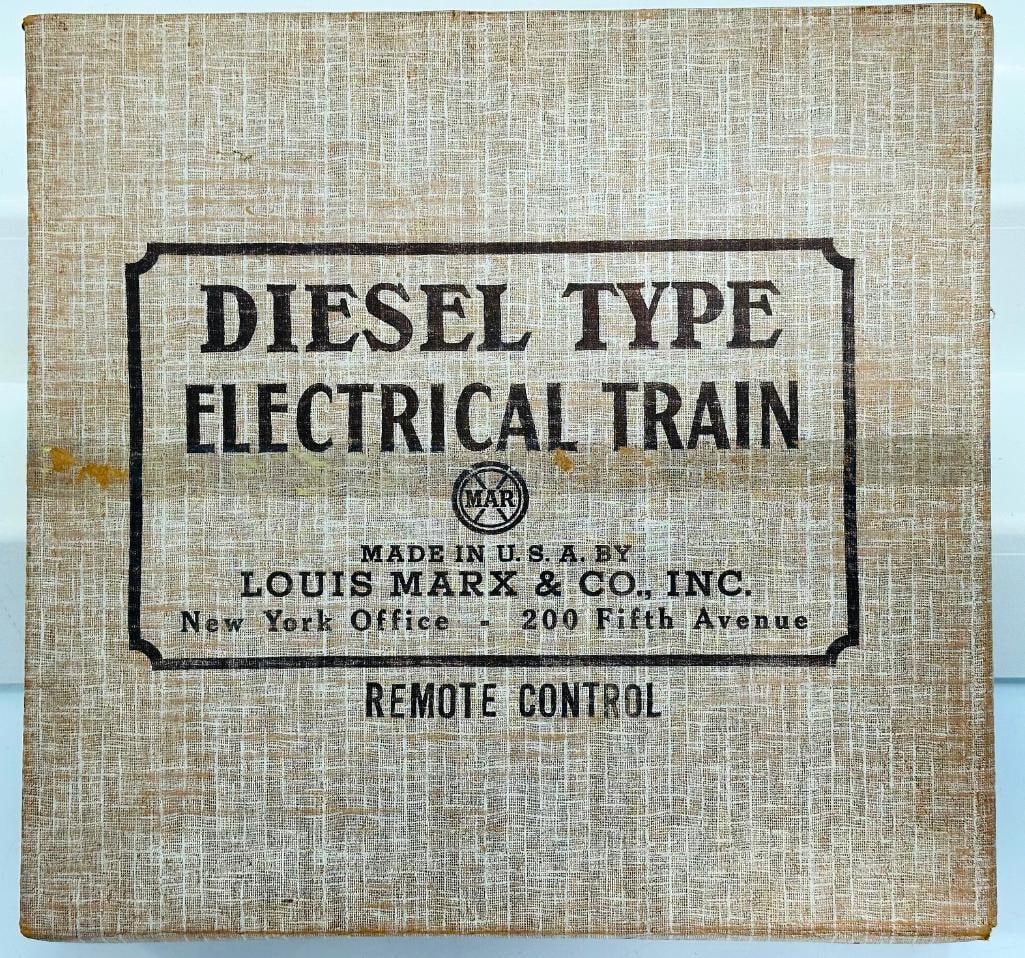 DIESEL TYPE
ELECTRICAL TRAIN
MAR
MADE IN U.S.A. BY
LOUIS MARX & CO., INC.
New York Office - 200 Fifth Avenue
REMOTE CONTROL